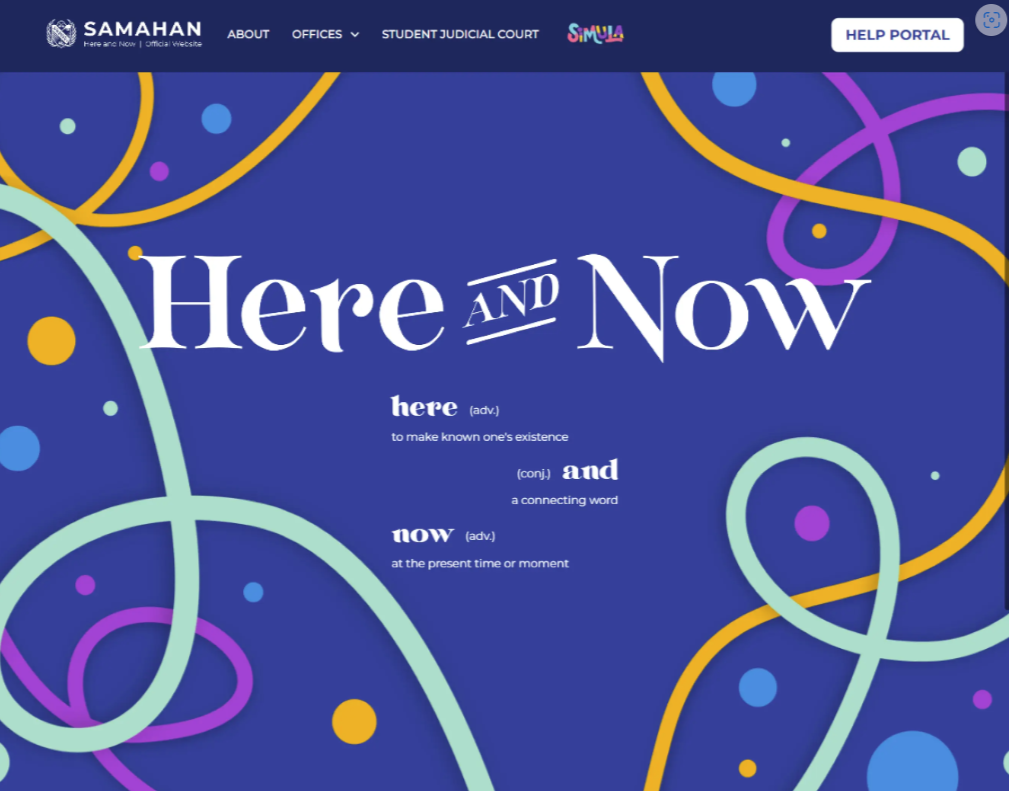 SAMAHAN
Here and Now | Official Website
ABOUT
OFFICES
STUDENT JUDICIAL COURT
SIMULA
HELP PORTAL
Here AND Now
here (adv.)
to make known one's existence
(conj.) and
a connecting word
now (adv.)
at the present time or moment